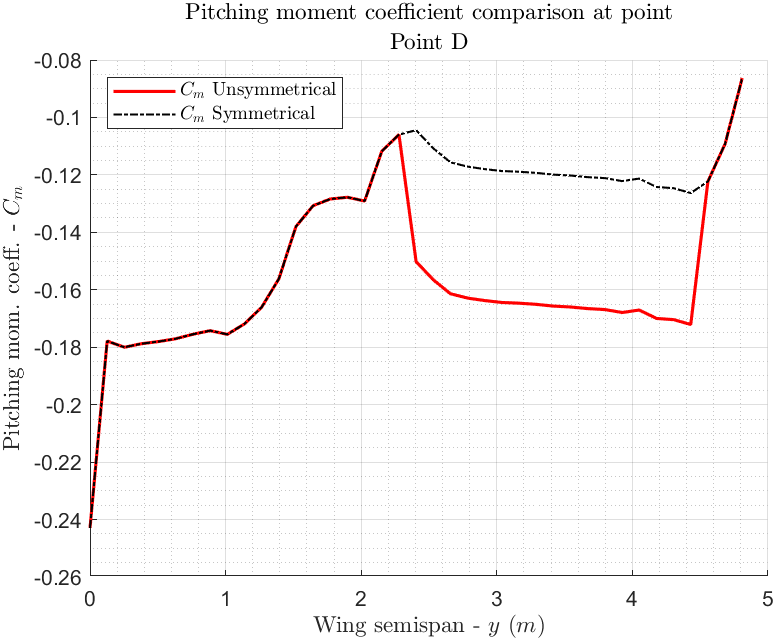 Pitching moment coefficient comparison at point
Point D
C_m Unsymmetrical
C_m Symmetrical
Pitching mom. coeff. - C_m
-0.08
-0.1
-0.12
-0.14
-0.16
-0.18
-0.2
-0.22
-0.24
-0.26
0 1 2 3 4 5
Wing semispan - y (m)